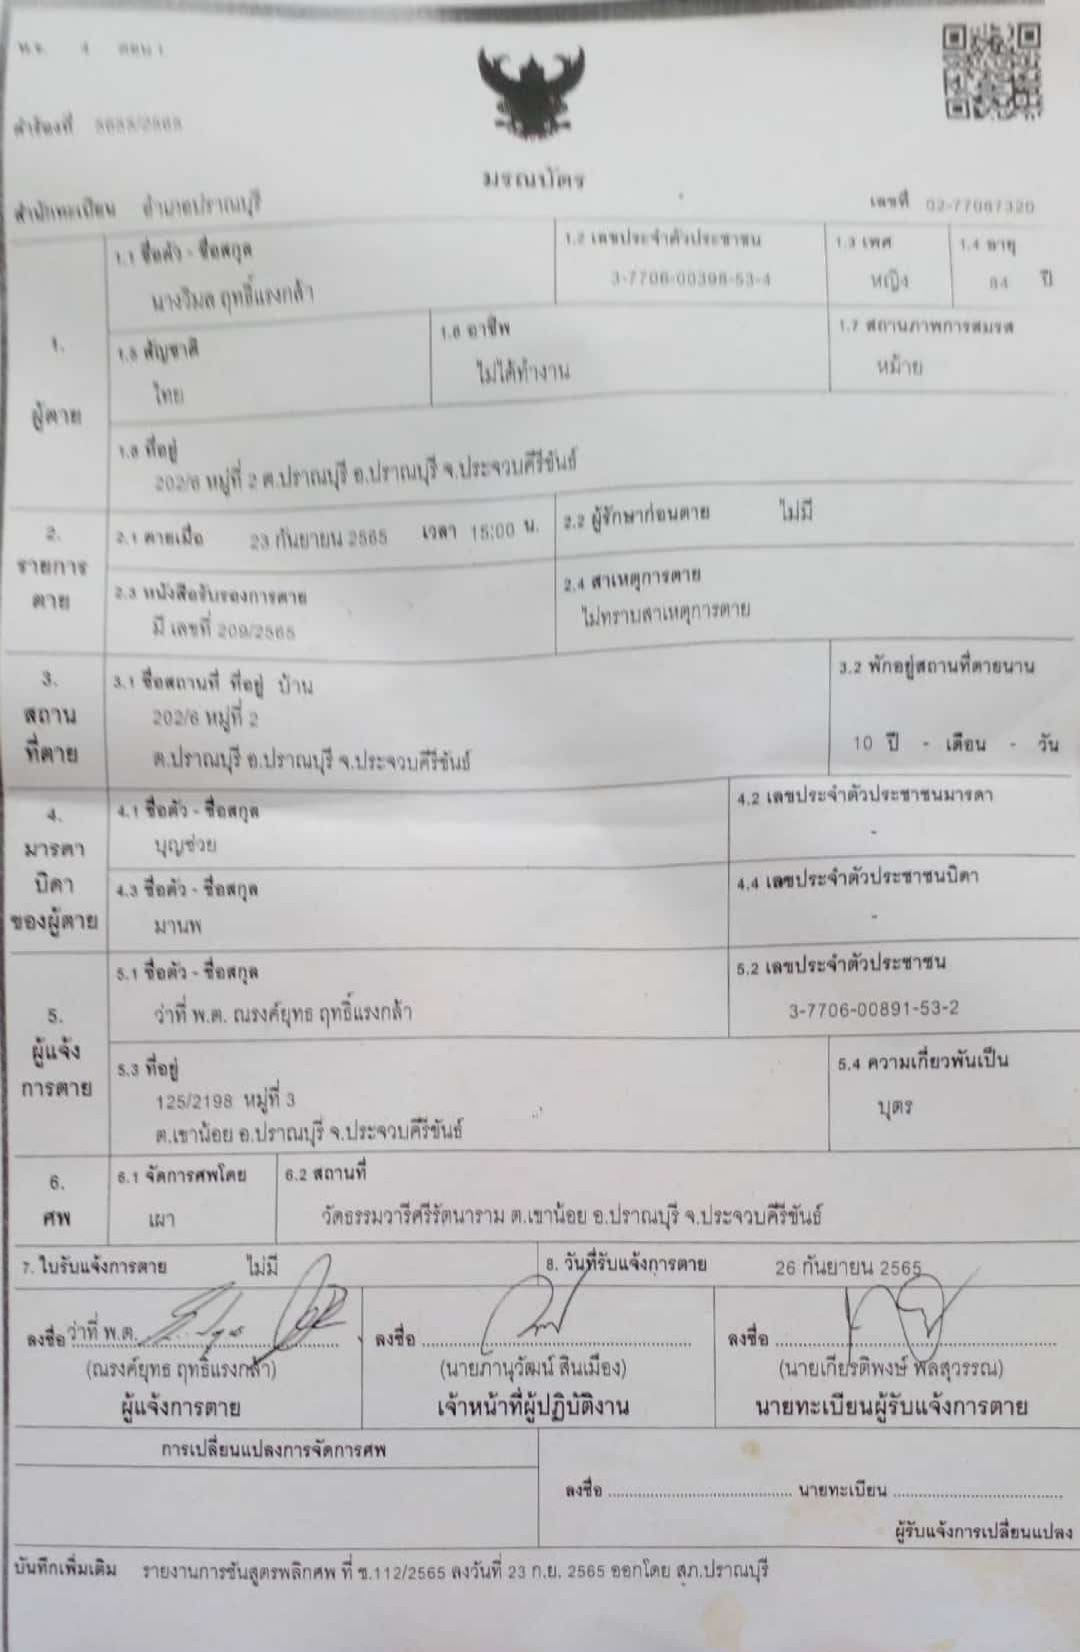 มรณบัตร
สำนักทะเบียน อำเภอปราณบุรี
เลขที่ 02-77087320
1.
ผู้ตาย
1.1 ชื่อตัว - ชื่อสกุล
นางวิมล ฤทธิ์แรงกล้า
1.2 เลขประจำตัวประชาชน
3-7706-00398-53-4
1.3 เพศ
หญิง
1.4 อายุ
84 ปี
1.5 สัญชาติ
ไทย
1.6 อาชีพ
ไม่ได้ทำงาน
1.7 สถานภาพการสมรส
หม้าย
1.8 ที่อยู่
202/6 หมู่ที่ 2 ต.ปราณบุรี อ.ปราณบุรี จ.ประจวบคีรีขันธ์
2.
รายการ
ตาย
2.1 ตายเมื่อ 23 กันยายน 2565 เวลา 15:00 น.
2.2 ผู้รักษาก่อนตาย ไม่มี
2.3 หนังสือรับรองการตาย
มี เลขที่ 209/2565
2.4 สาเหตุการตาย
ไม่ทราบสาเหตุการตาย
3.
สถาน
ที่ตาย
3.1 ชื่อสถานที่ ที่อยู่ บ้าน
202/6 หมู่ที่ 2
ต.ปราณบุรี อ.ปราณบุรี จ.ประจวบคีรีขันธ์
3.2 พักอยู่สถานที่ตายนาน
10 ปี - เดือน - วัน
4.
มารดา
บิดา
ของผู้ตาย
4.1 ชื่อตัว - ชื่อสกุล
บุญช่วย
4.2 เลขประจำตัวประชาชนมารดา
-
4.3 ชื่อตัว - ชื่อสกุล
มานพ
4.4 เลขประจำตัวประชาชนบิดา
-
5.
ผู้แจ้ง
การตาย
5.1 ชื่อตัว - ชื่อสกุล
ว่าที่ พ.ต. ณรงค์ยุทธ ฤทธิ์แรงกล้า
5.2 เลขประจำตัวประชาชน
3-7706-00891-53-2
5.3 ที่อยู่
125/2198 หมู่ที่ 3
ต.เขาน้อย อ.ปราณบุรี จ.ประจวบคีรีขันธ์
5.4 ความเกี่ยวพันเป็น
บุตร
6.
ศพ
6.1 จัดการศพโดย
เผา
6.2 สถานที่
วัดธรรมวารีศรีรัตนาราม ต.เขาน้อย อ.ปราณบุรี จ.ประจวบคีรีขันธ์
7. ใบรับแจ้งการตาย ไม่มี
8. วันที่รับแจ้งการตาย 26 กันยายน 2565
ลงชื่อ ว่าที่ พ.ต.
(ณรงค์ยุทธ ฤทธิ์แรงกล้า)
ผู้แจ้งการตาย
ลงชื่อ
(นายภานุวัฒน์ สินเมือง)
เจ้าหน้าที่ผู้ปฏิบัติงาน
ลงชื่อ
(นายเกียรติพงษ์ พลสุวรรณ)
นายทะเบียนผู้รับแจ้งการตาย
การเปลี่ยนแปลงการจัดการศพ
ลงชื่อ ........................ นายทะเบียน ........................
ผู้รับแจ้งการเปลี่ยนแปลง
บันทึกเพิ่มเติม รายงานการชันสูตรพลิกศพ ที่ ช.112/2565 ลงวันที่ 23 ก.ย. 2565 ออกโดย สภ.ปราณบุรี